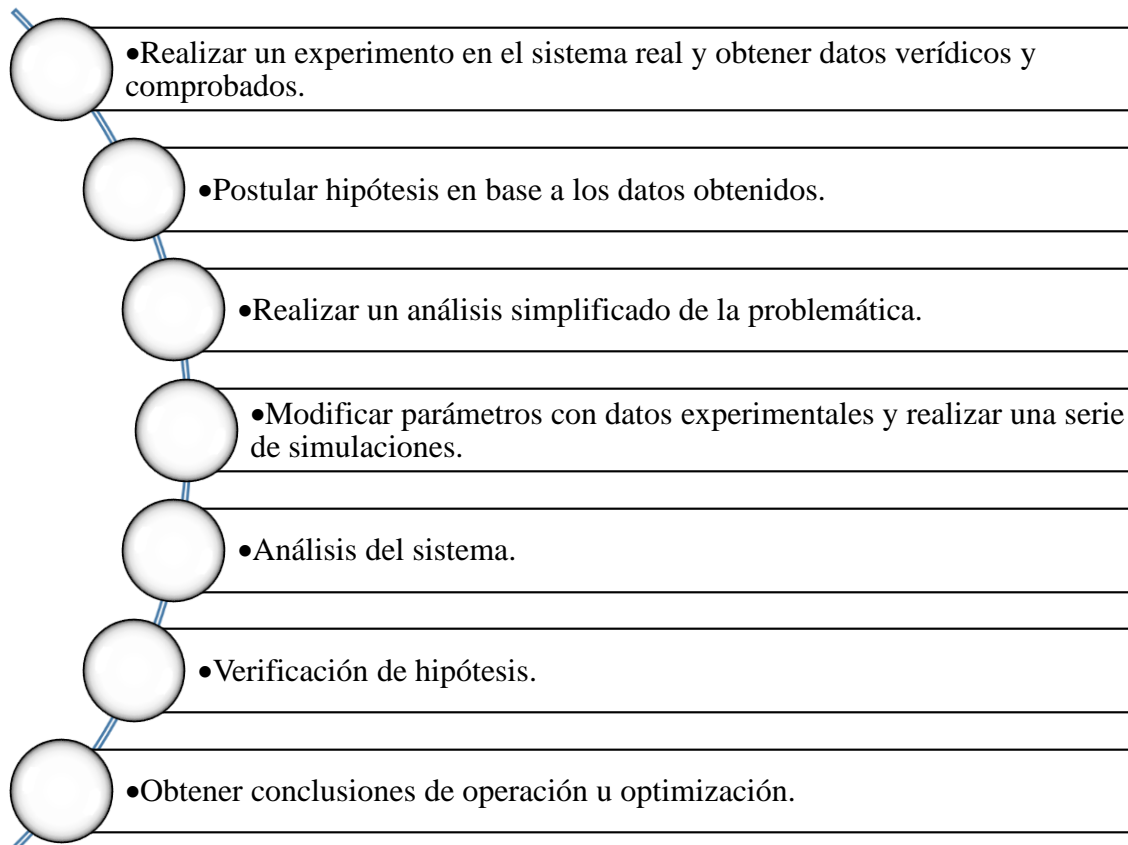 •Realizar un experimento en el sistema real y obtener datos verídicos y
comprobados.
•Postular hipótesis en base a los datos obtenidos.
•Realizar un análisis simplificado de la problemática.
•Modificar parámetros con datos experimentales y realizar una serie
de simulaciones.
•Análisis del sistema.
•Verificación de hipótesis.
•Obtener conclusiones de operación u optimización.